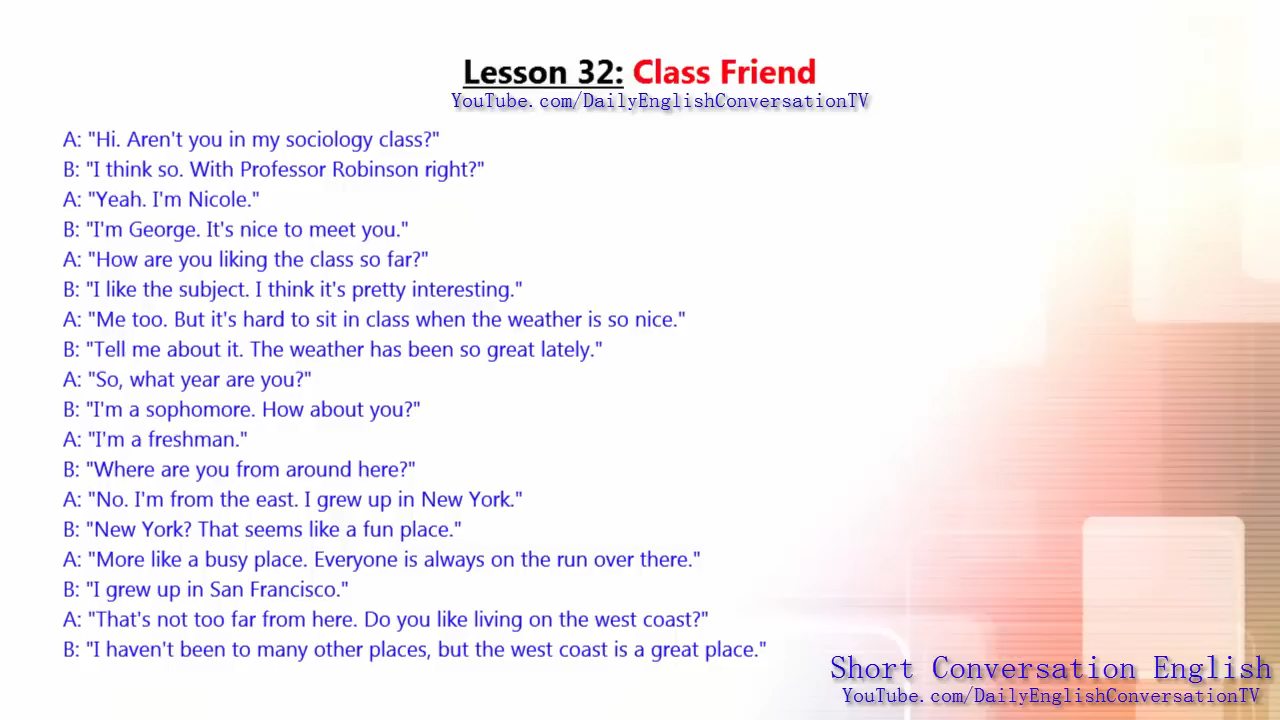 Lesson 32: Class Friend
YouTube.com/DailyEnglishConversationTV
A: "Hi. Aren't you in my sociology class?"
B: "I think so. With Professor Robinson right?"
A: "Yeah. I'm Nicole."
B: "I'm George. It's nice to meet you."
A: "How are you liking the class so far?"
B: "I like the subject. I think it's pretty interesting."
A: "Me too. But it's hard to sit in class when the weather is so nice."
B: "Tell me about it. The weather has been so great lately."
A: "So, what year are you?"
B: "I'm a sophomore. How about you?"
A: "I'm a freshman."
B: "Where are you from around here?"
A: "No. I'm from the east. I grew up in New York."
B: "New York? That seems like a fun place."
A: "More like a busy place. Everyone is always on the run over there."
B: "I grew up in San Francisco."
A: "That's not too far from here. Do you like living on the west coast?"
B: "I haven't been to many other places, but the west coast is a great place."
Short Conversation English
YouTube.com/DailyEnglishConversationTV